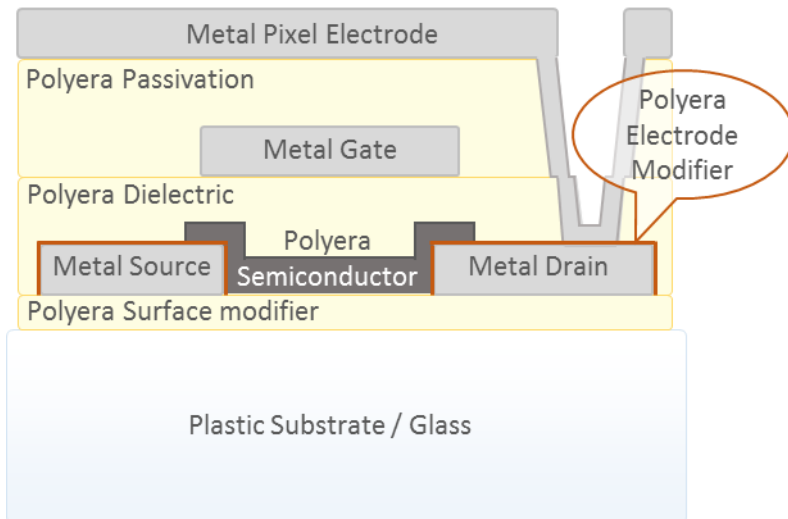 Metal Pixel Electrode
Polyera Passivation
Polyera
Electrode
Modifier
Metal Gate
Polyera Dielectric
Polyera
Semiconductor
Metal Source
Metal Drain
Polyera Surface modifier
Plastic Substrate / Glass